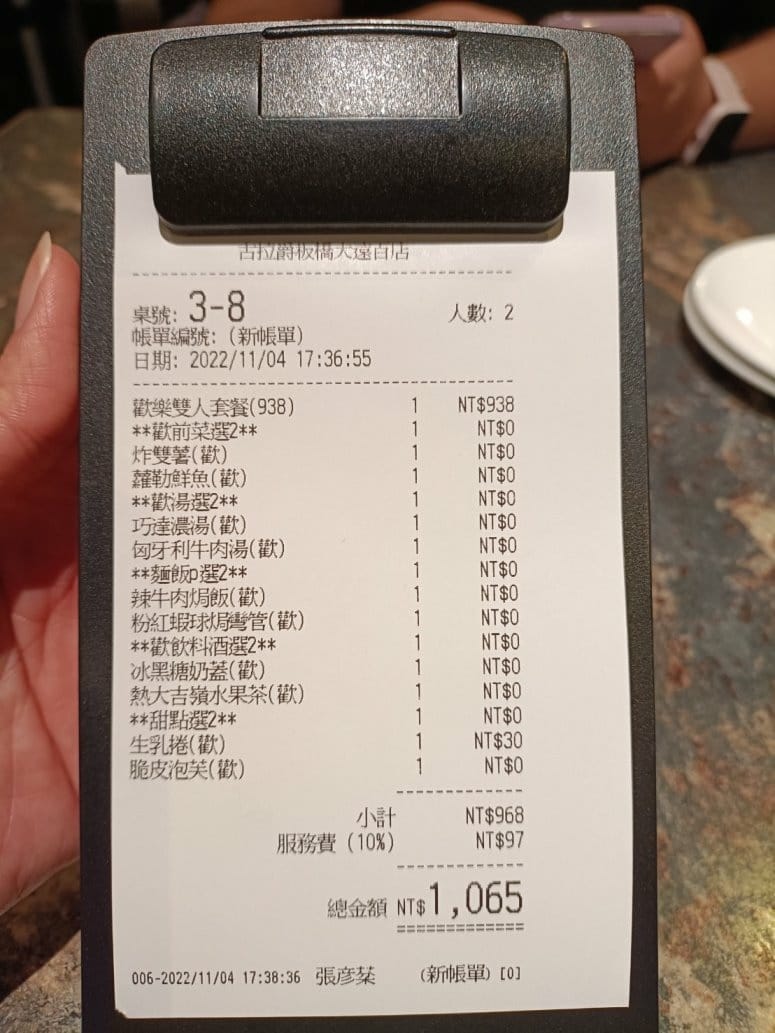 古拉爵板橋大遠百店
桌號: 3-8 人數: 2
帳單編號: (新帳單)
日期: 2022/11/04 17:36:55
歡樂雙人套餐(938) 1 NT$938
**歡前菜選2** 1 NT$0
炸雙薯(歡) 1 NT$0
蘿勒鮮魚(歡) 1 NT$0
**歡湯選2** 1 NT$0
巧達濃湯(歡) 1 NT$0
匈牙利牛肉湯(歡) 1 NT$0
**麵飯p選2** 1 NT$0
辣牛肉焗飯(歡) 1 NT$0
粉紅蝦球焗彎管(歡) 1 NT$0
**歡飲料酒選2** 1 NT$0
冰黑糖奶蓋(歡) 1 NT$0
熱大吉嶺水果茶(歡) 1 NT$0
**甜點選2** 1 NT$0
生乳捲(歡) 1 NT$30
脆皮泡芙(歡) 1 NT$0
小計 NT$968
服務費 (10%) NT$97
總金額 NT$1,065
006-2022/11/04 17:38:36 張彥棻 (新帳單) [0]